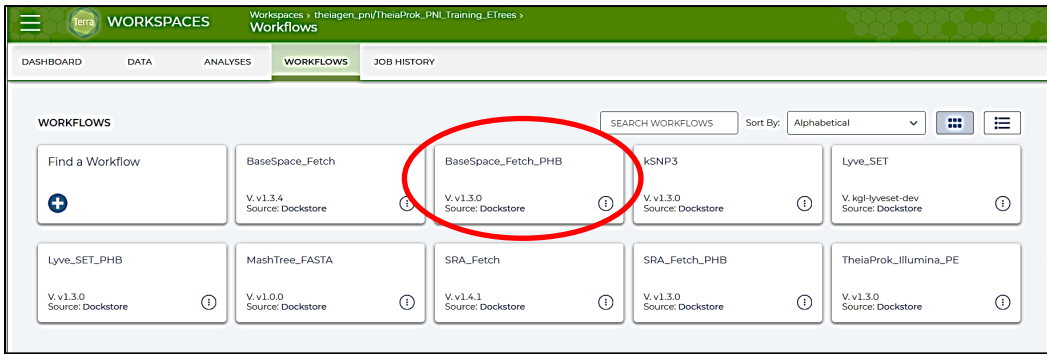 Terra
WORKSPACES
Workspaces › theiagen_pni/TheiaProk_PNI_Training_ETrees ›
Workflows
DASHBOARD DATA ANALYSES WORKFLOWS JOB HISTORY
WORKFLOWS
SEARCH WORKFLOWS
Sort By: Alphabetical
Find a Workflow
BaseSpace_Fetch
V. v1.3.4
Source: Dockstore
BaseSpace_Fetch_PHB
V. v1.3.0
Source: Dockstore
kSNP3
V. v1.3.0
Source: Dockstore
Lyve_SET
V. kgl-lyveset-dev
Source: Dockstore
Lyve_SET_PHB
V. v1.3.0
Source: Dockstore
MashTree_FASTA
V. v1.0.0
Source: Dockstore
SRA_Fetch
V. v1.4.1
Source: Dockstore
SRA_Fetch_PHB
V. v1.3.0
Source: Dockstore
TheiaProk_Illumina_PE
V. v1.3.0
Source: Dockstore